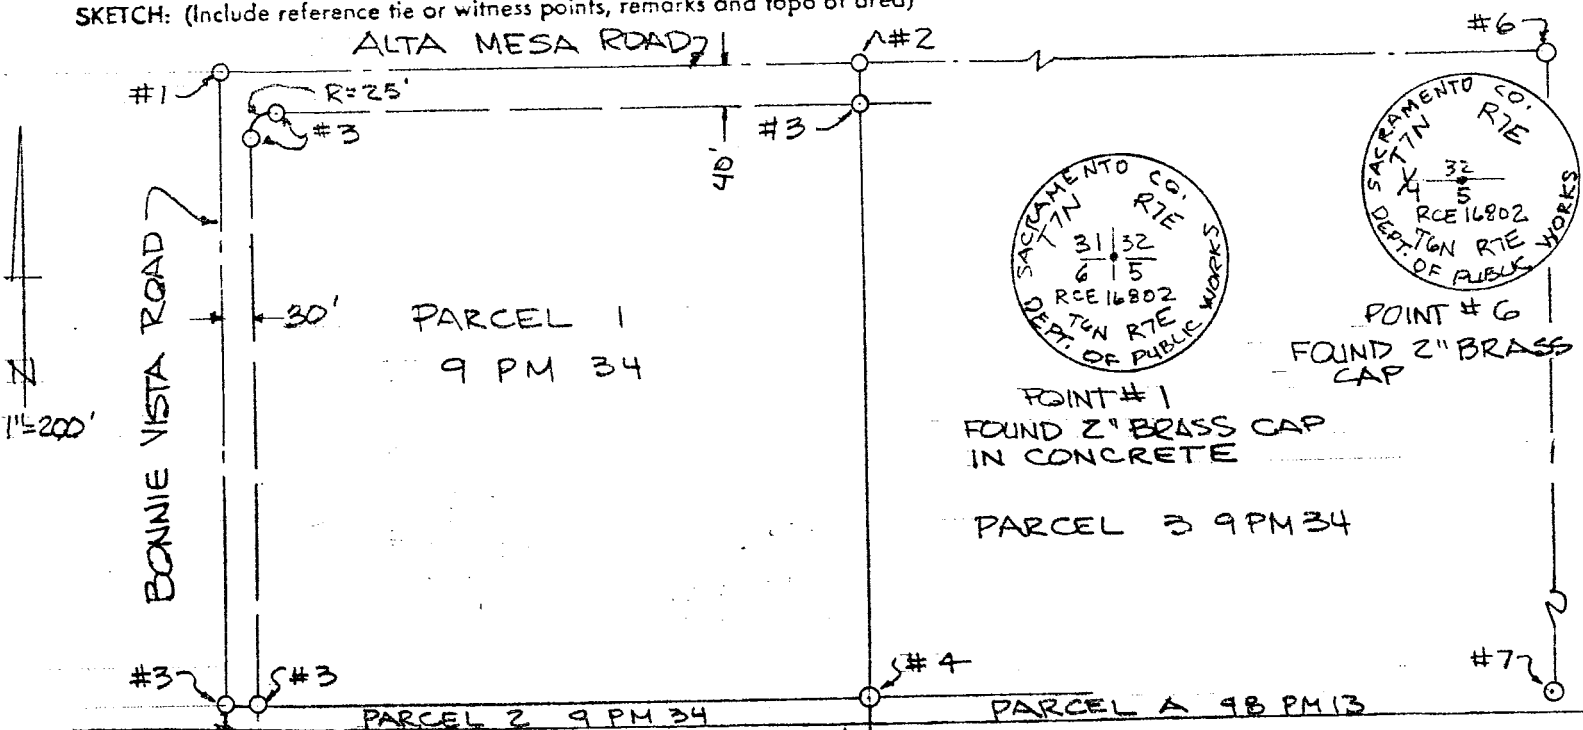 SKETCH: (Include reference tie or witness points, remarks and topo of area)
ALTA MESA ROAD
#2
#6
#1
R=25'
#3
#3
40'
BONNIE VISTA ROAD
30'
N
1"=200'
PARCEL 1
9 PM 34
SACRAMENTO CO.
T7N R7E
31 32
6 5
RCE 16802
T6N R7E
DEPT. OF PUBLIC WORKS
POINT # 1
FOUND 2" BRASS CAP
IN CONCRETE
SACRAMENTO CO.
T7N R7E
1/4 32
5
RCE 16802
T6N R7E
DEPT. OF PUBLIC WORKS
POINT # 6
FOUND 2" BRASS
CAP
PARCEL 3 9 PM 34
#3
#3
#4
#7
PARCEL 2 9 PM 34
PARCEL A 98 PM 13